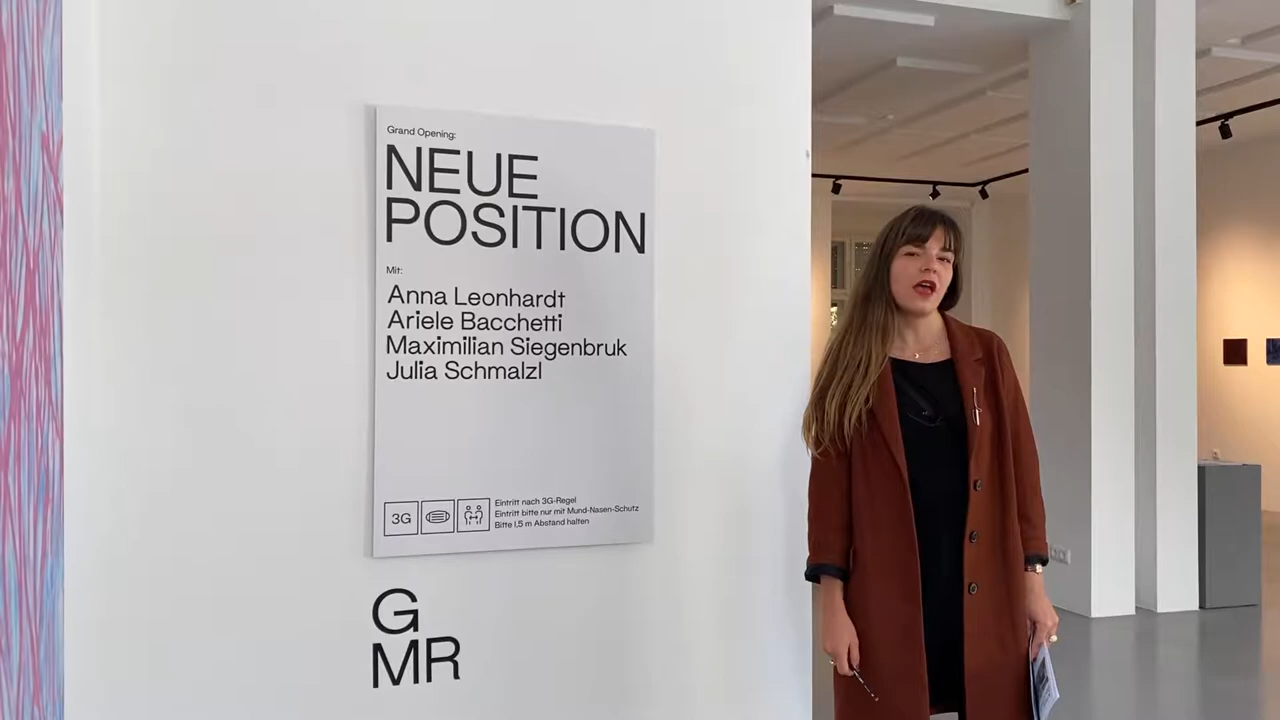 Grand Opening:
NEUE
POSITION
Mit:
Anna Leonhardt
Ariele Bacchetti
Maximilian Siegenbruk
Julia Schmalzl
3G
Eintritt nach 3G-Regel
Eintritt bitte nur mit Mund-Nasen-Schutz
Bitte 1,5 m Abstand halten
G
MR